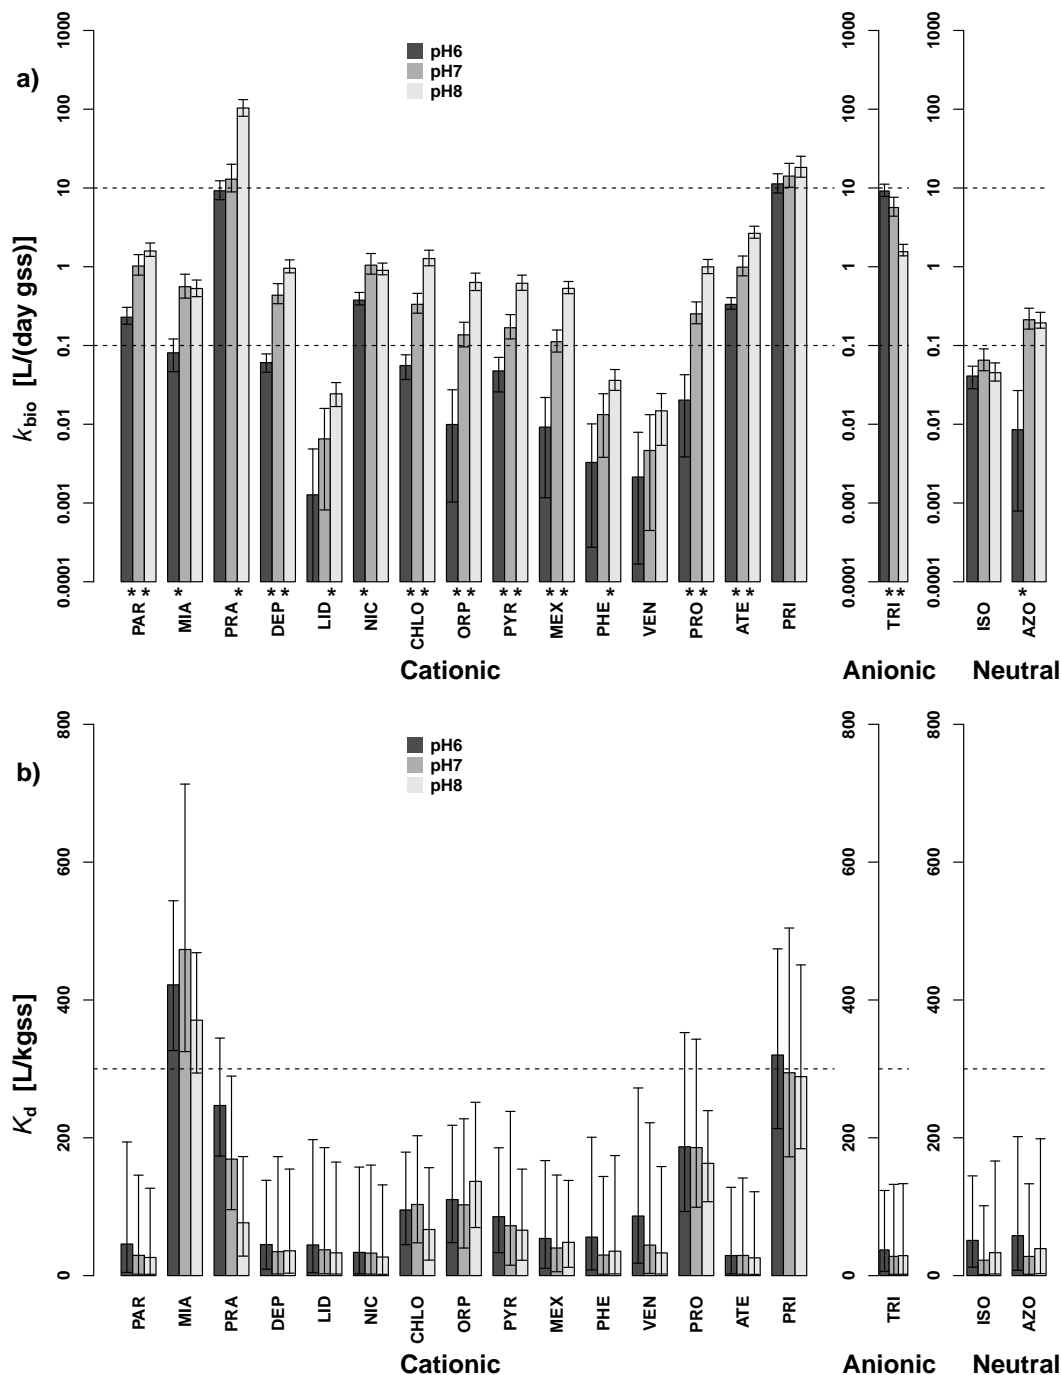 a)
pH6
pH7
pH8
k_bio [L/(day gss)]
1000
100
10
1
0.1
0.01
0.001
0.0001
1000
100
10
1
0.1
0.01
0.001
0.0001
1000
100
10
1
0.1
0.01
0.001
0.0001
* * * * * * * * * * * * * * * * * * * * * * * * *
PAR MIA PRA DEP LID NIC CHLO ORP PYR MEX PHE VEN PRO ATE PRI TRI ISO AZO
Cationic Anionic Neutral
b)
pH6
pH7
pH8
K_d [L/kgss]
800
600
400
200
0
800
600
400
200
0
800
600
400
200
0
PAR MIA PRA DEP LID NIC CHLO ORP PYR MEX PHE VEN PRO ATE PRI TRI ISO AZO
Cationic Anionic Neutral